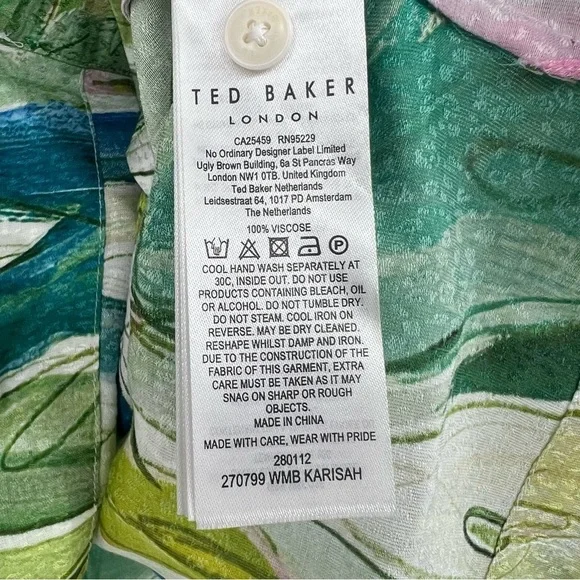 TED BAKER
LONDON
CA25459 RN95229
No Ordinary Designer Label Limited
Ugly Brown Building, 6a St Pancras Way
London NW1 0TB. United Kingdom
Ted Baker Netherlands
Leidsestraat 64, 1017 PD Amsterdam
The Netherlands
100% VISCOSE
COOL HAND WASH SEPARATELY AT
30C, INSIDE OUT. DO NOT USE
PRODUCTS CONTAINING BLEACH, OIL
OR ALCOHOL. DO NOT TUMBLE DRY.
DO NOT STEAM. COOL IRON ON
REVERSE. MAY BE DRY CLEANED.
RESHAPE WHILST DAMP AND IRON.
DUE TO THE CONSTRUCTION OF THE
FABRIC OF THIS GARMENT, EXTRA
CARE MUST BE TAKEN AS IT MAY
SNAG ON SHARP OR ROUGH
OBJECTS.
MADE IN CHINA
MADE WITH CARE, WEAR WITH PRIDE
280112
270799 WMB KARISAH